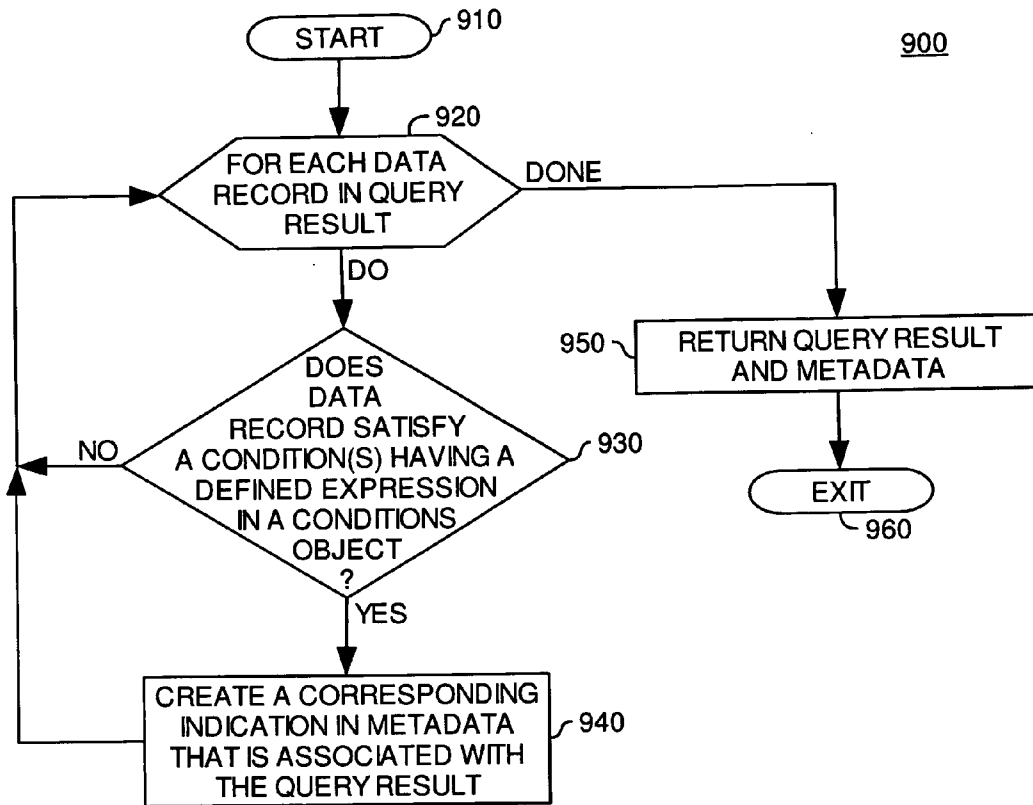 START
910
900
920
FOR EACH DATA
RECORD IN QUERY
RESULT
DONE
DO
950
RETURN QUERY RESULT
AND METADATA
DOES
DATA
RECORD SATISFY
A CONDITION(S) HAVING A
DEFINED EXPRESSION
IN A CONDITIONS
OBJECT
?
NO
930
EXIT
960
YES
CREATE A CORRESPONDING
INDICATION IN METADATA
THAT IS ASSOCIATED WITH
THE QUERY RESULT
940